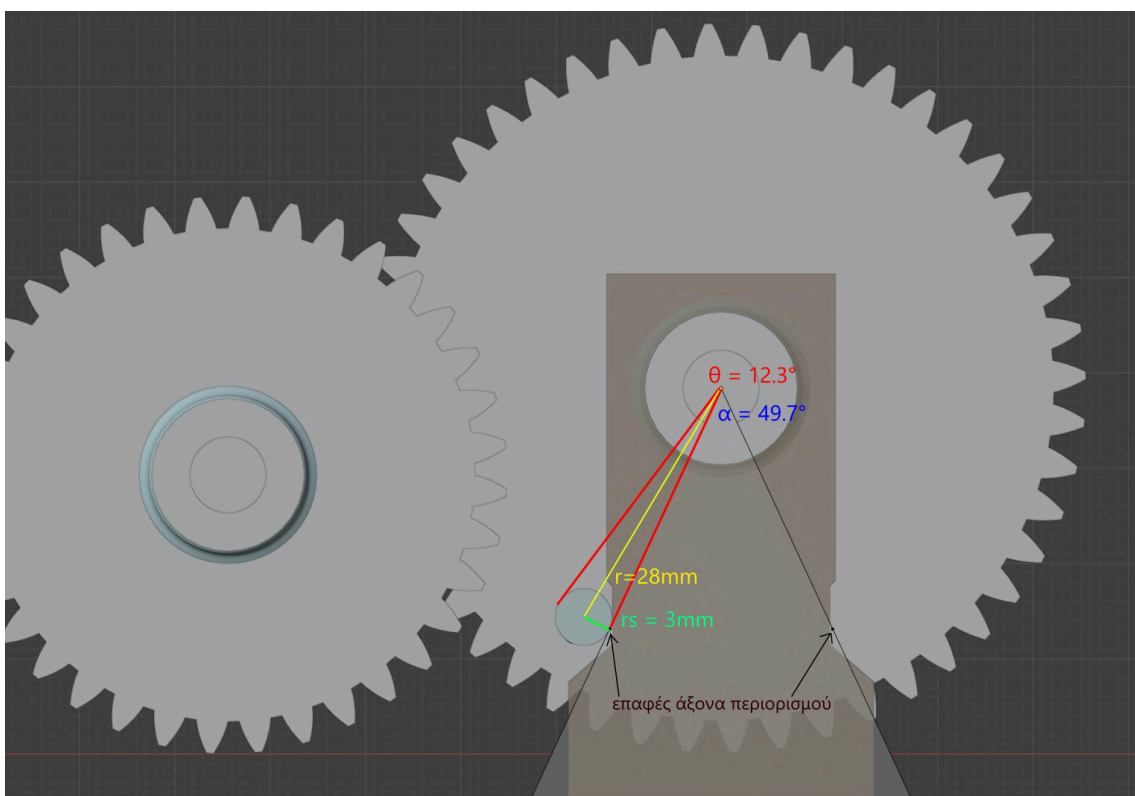 θ = 12.3°
α = 49.7°
r=28mm
rs = 3mm
επαφές άξονα περιορισμού